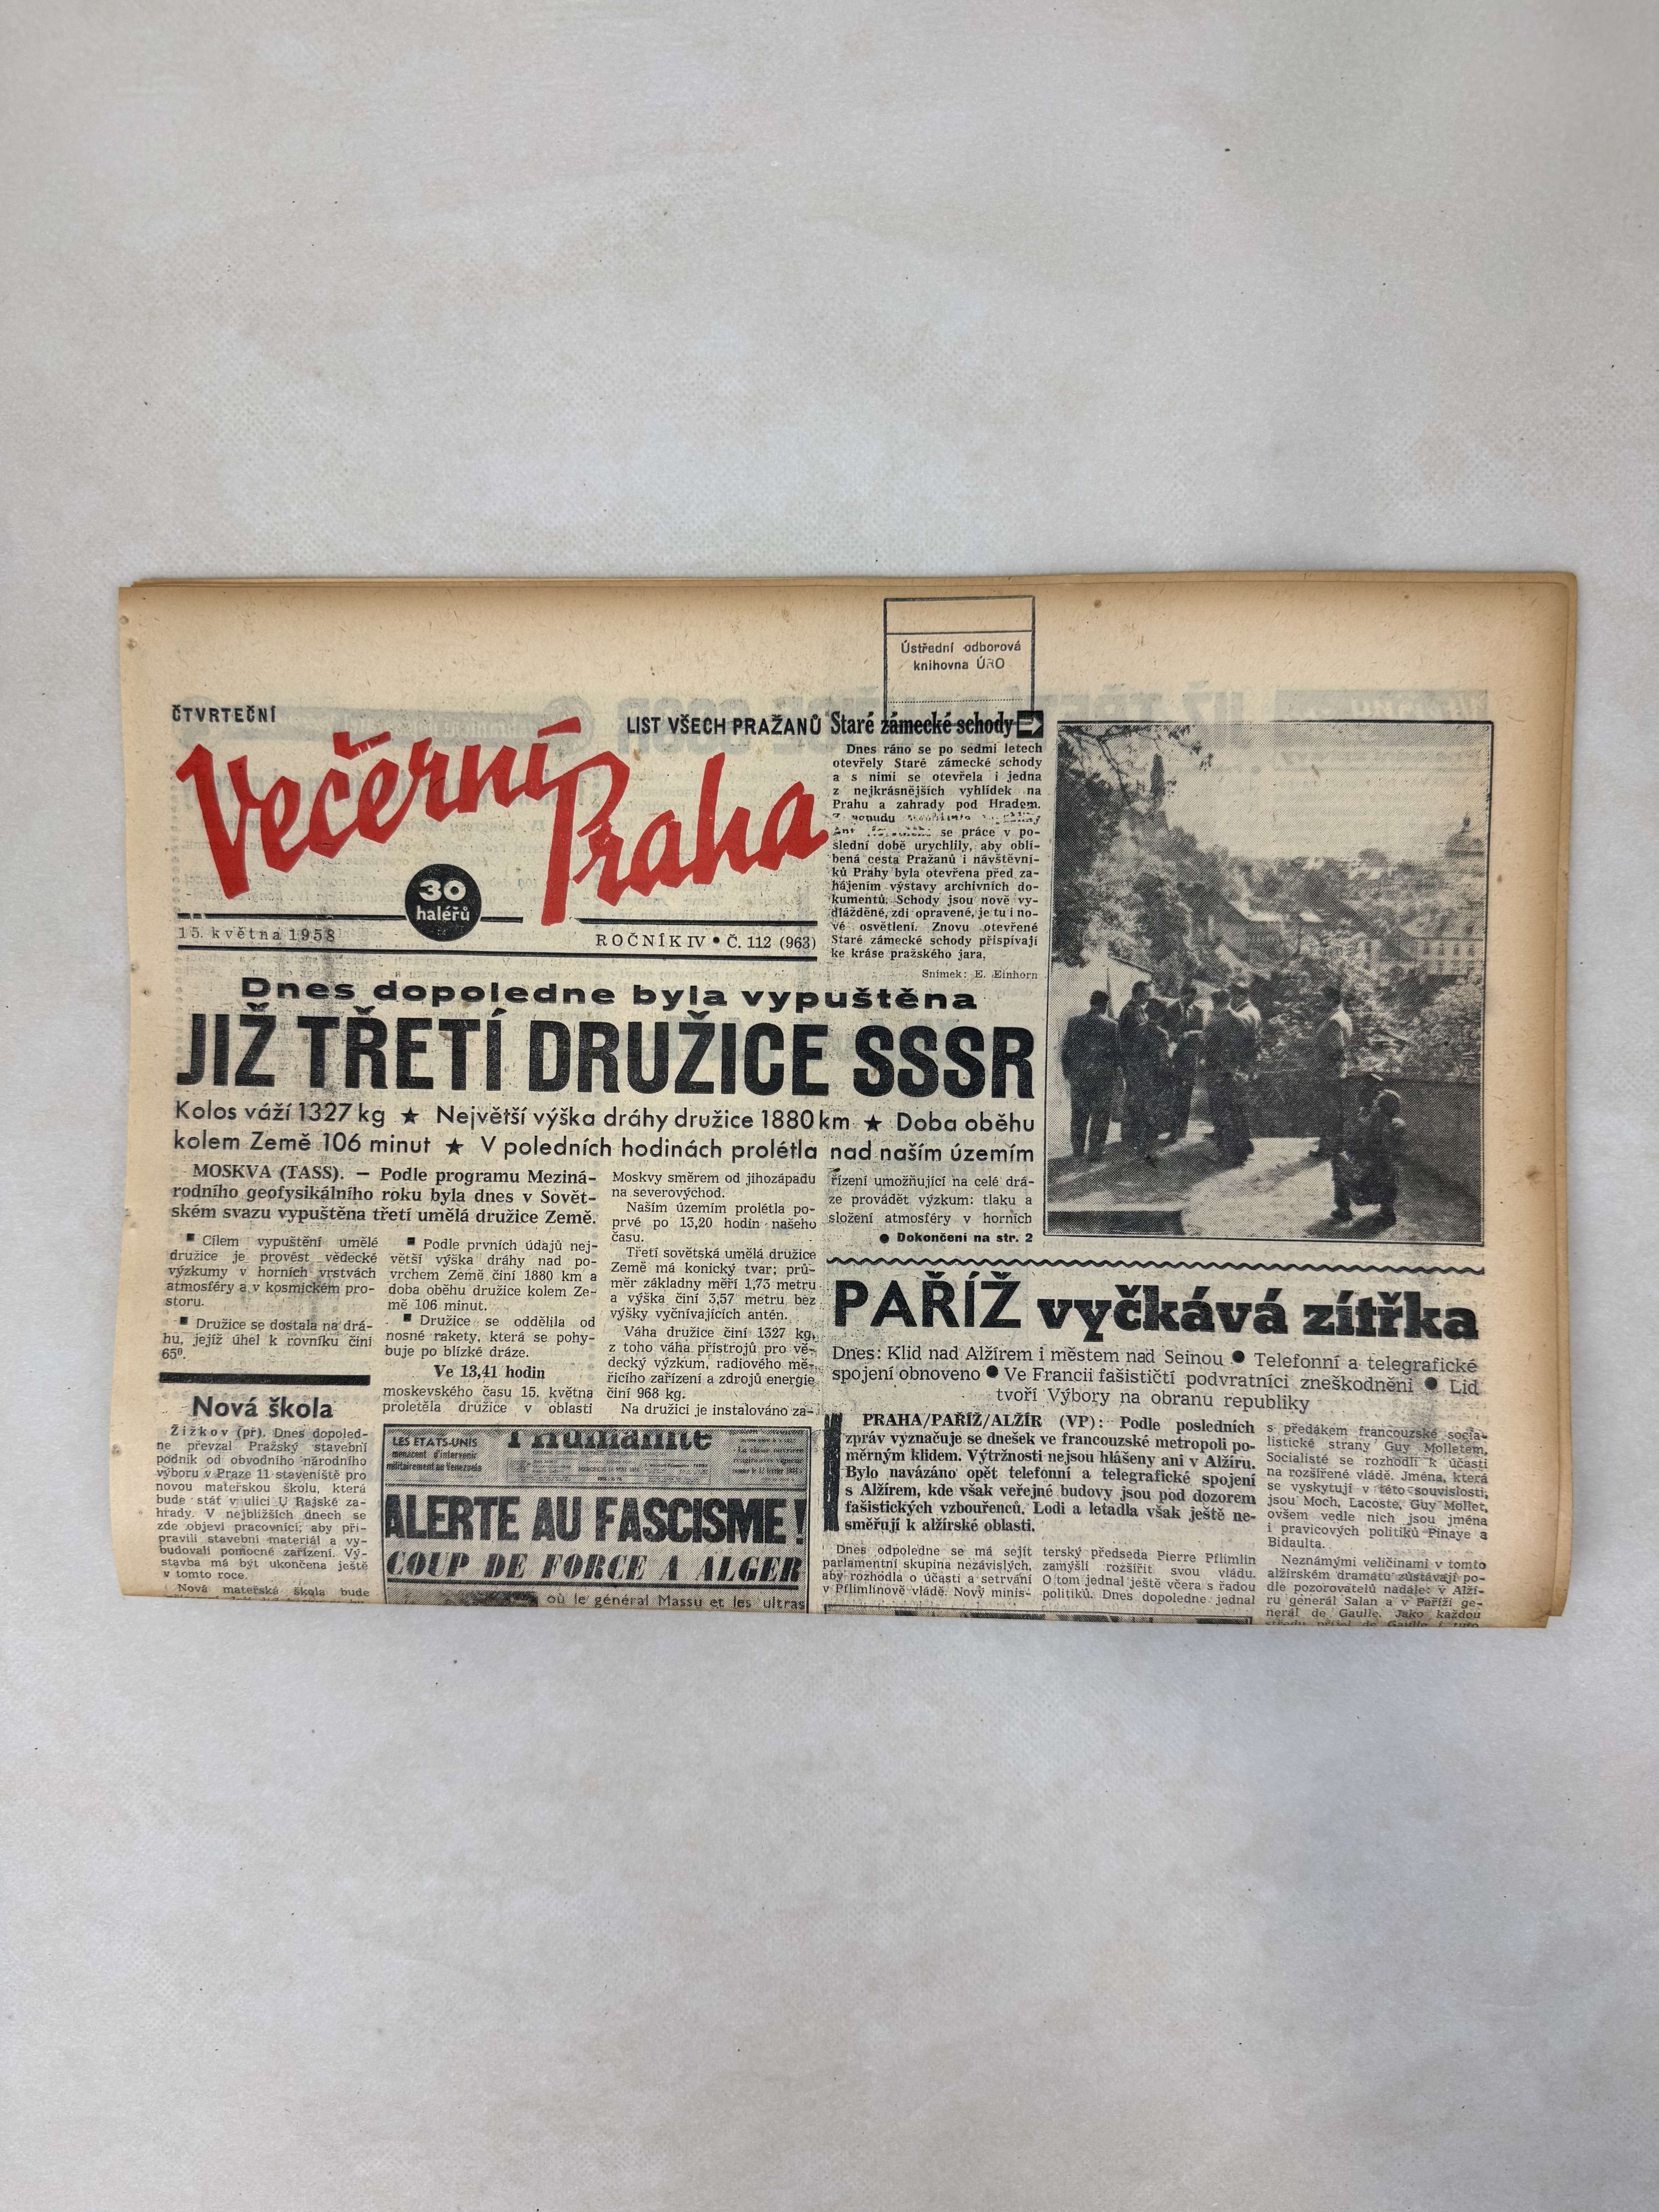 Ústřední odborová
knihovna ÚRO
ČTVRTEČNÍ
LIST VŠECH PRAŽANŮ
Večerní Praha
30
haléřů
15. května 1958
ROČNÍK IV • Č. 112 (963)
Staré zámecké schody
Dnes ráno se po sedmi letech
otevřely Staré zámecké schody
a s nimi se otevřela i jedna
z nejkrásnějších vyhlídek na
Prahu a zahrady pod Hradem.
se práce v po-
slední době urychlily, aby oblí-
bená cesta Pražanů i návštěvní-
ků Prahy byla otevřena před za-
hájením výstavy archivních do-
kumentů. Schody jsou nově vy-
dlážděné, zdi opravené, je tu i no-
vé osvětlení. Znovu otevřené
Staré zámecké schody přispívají
ke kráse pražského jara.
Snímek: E. Einhorn
Dnes dopoledne byla vypuštěna
JIŽ TŘETÍ DRUŽICE SSSR
Kolos váží 1327 kg ★ Největší výška dráhy družice 1880 km ★ Doba oběhu
kolem Země 106 minut ★ V poledních hodinách prolétla nad naším územím
MOSKVA (TASS). — Podle programu Meziná-
rodního geofysikálního roku byla dnes v Sovět-
ském svazu vypuštěna třetí umělá družice Země.
■ Cílem vypuštění umělé
družice je provést vědecké
výzkumy v horních vrstvách
atmosféry a v kosmickém pro-
storu.
■ Družice se dostala na drá-
hu, jejíž úhel k rovníku činí
65⁰.
■ Podle prvních údajů nej-
větší výška dráhy nad po-
vrchem Země činí 1880 km a
doba oběhu družice kolem Ze-
mě 106 minut.
■ Družice se oddělila od
nosné rakety, která se pohy-
buje po blízké dráze.
Ve 13,41 hodin
moskevského času 15. května
proletěla družice v oblasti
Moskvy směrem od jihozápadu
na severovýchod.
Naším územím prolétla po-
prvé po 13,20 hodin našeho
času.
Třetí sovětská umělá družice
Země má konický tvar; prů-
měr základny měří 1,73 metru
a výška činí 3,57 metru bez
výšky vyčnívajících antén.
Váha družice činí 1327 kg,
z toho váha přístrojů pro vě-
decký výzkum, radiového mě-
řicího zařízení a zdrojů energie
činí 968 kg.
Na družici je instalováno za-
řízení umožňující na celé drá-
ze provádět výzkum: tlaku a
složení atmosféry v horních
● Dokončení na str. 2
Nová škola
Žižkov (př). Dnes dopoled-
ne převzal Pražský stavební
podnik od obvodního národního
výboru v Praze 11 staveniště pro
novou mateřskou školu, která
bude stát v ulici U Rajské za-
hrady. V nejbližších dnech se
zde objeví pracovníci, aby při-
pravili stavební materiál a vy-
budovali pomocné zařízení. Vý-
stavba má být ukončena ještě
v tomto roce.
Nová mateřská škola bude
LES ETATS-UNIS
menacent d'intervenir
militairement au Venezuela
l'Humanité
ALERTE AU FASCISME!
COUP DE FORCE A ALGER
où le général Massu et les ultras
PAŘÍŽ vyčkává zítřka
Dnes: Klid nad Alžírem i městem nad Seinou ● Telefonní a telegrafické
spojení obnoveno ● Ve Francii fašističtí podvratníci zneškodněni ● Lid
tvoří Výbory na obranu republiky
PRAHA/PAŘÍŽ/ALŽÍR (VP): Podle posledních
zpráv vyznačuje se dnešek ve francouzské metropoli po-
měrným klidem. Výtržnosti nejsou hlášeny ani v Alžíru.
Bylo navázáno opět telefonní a telegrafické spojení
s Alžírem, kde však veřejné budovy jsou pod dozorem
fašistických vzbouřenců. Lodi a letadla však ještě ne-
směřují k alžírské oblasti.
Dnes odpoledne se má sejít
parlamentní skupina nezávislých,
aby rozhodla o účasti a setrvání
v Pflimlinově vládě. Nový minis-
terský předseda Pierre Pflimlin
zamýšlí rozšířit svou vládu.
O tom jednal ještě včera s řadou
politiků. Dnes dopoledne jednal
s předákem francouzské socia-
listické strany Guy Molletem.
Socialisté se rozhodli k účasti
na rozšířené vládě. Jména, která
se vyskytují v této souvislosti,
jsou Moch, Lacoste, Guy Mollet,
ovšem vedle nich jsou jména
i pravicových politiků Pinaye a
Bidaulta.
Neznámými veličinami v tomto
alžírském dramatu zůstávají po-
dle pozorovatelů nadále: v Alží-
ru generál Salan a v Paříži ge-
nerál de Gaulle. Jako každou